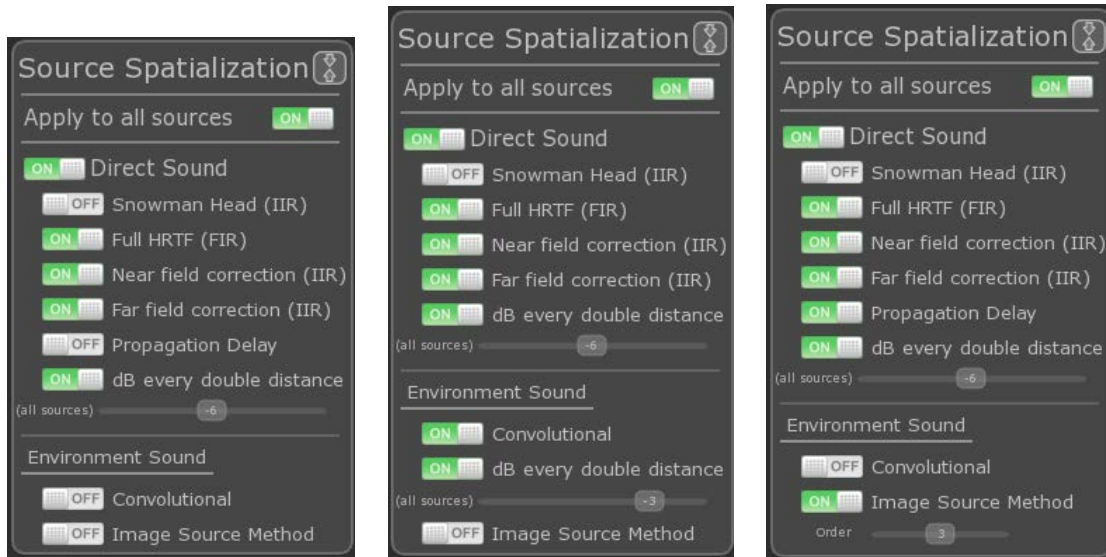 Source Spatialization
Apply to all sources ON
ON Direct Sound
OFF Snowman Head (IIR)
ON Full HRTF (FIR)
ON Near field correction (IIR)
ON Far field correction (IIR)
OFF Propagation Delay
ON dB every double distance
(all sources) -6
Environment Sound
OFF Convolutional
OFF Image Source Method
Source Spatialization
Apply to all sources ON
ON Direct Sound
OFF Snowman Head (IIR)
ON Full HRTF (FIR)
ON Near field correction (IIR)
ON Far field correction (IIR)
ON dB every double distance
(all sources) -6
Environment Sound
ON Convolutional
ON dB every double distance
(all sources) -3
OFF Image Source Method
Source Spatialization
Apply to all sources ON
ON Direct Sound
OFF Snowman Head (IIR)
ON Full HRTF (FIR)
ON Near field correction (IIR)
ON Far field correction (IIR)
ON Propagation Delay
ON dB every double distance
(all sources) -6
Environment Sound
OFF Convolutional
ON Image Source Method
Order 3